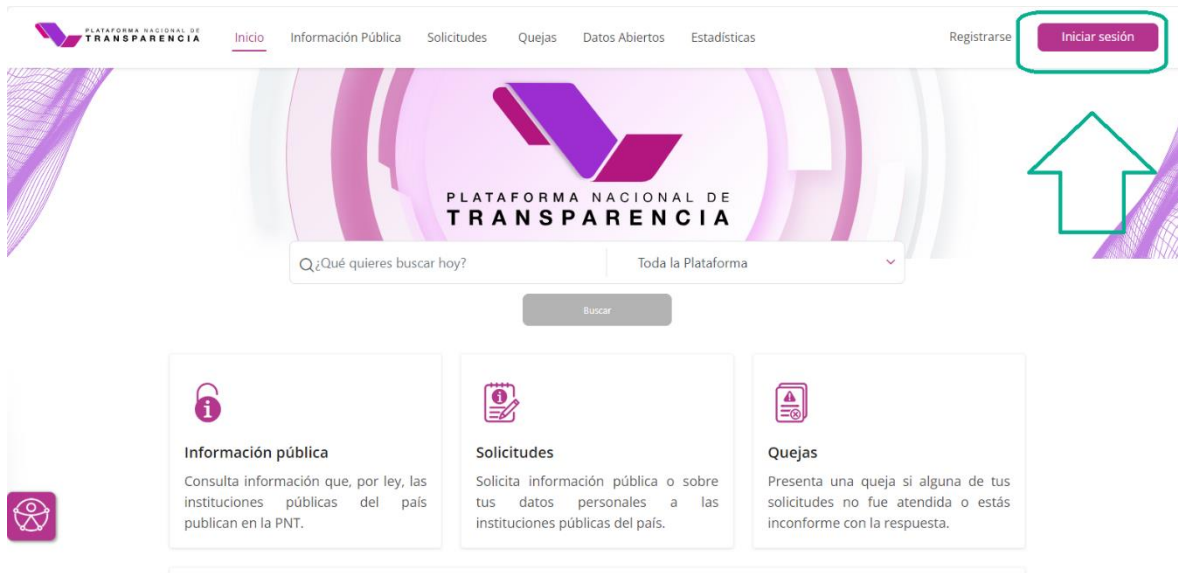 PLATAFORMA NACIONAL DE
TRANSPARENCIA
Inicio
Información Pública
Solicitudes
Quejas
Datos Abiertos
Estadísticas
Registrarse
Iniciar sesión
PLATAFORMA NACIONAL DE
TRANSPARENCIA
¿Qué quieres buscar hoy?
Toda la Plataforma
Buscar
Información pública
Consulta información que, por ley, las
instituciones públicas del país
publican en la PNT.
Solicitudes
Solicita información pública o sobre
tus datos personales a las
instituciones públicas del país.
Quejas
Presenta una queja si alguna de tus
solicitudes no fue atendida o estás
inconforme con la respuesta.